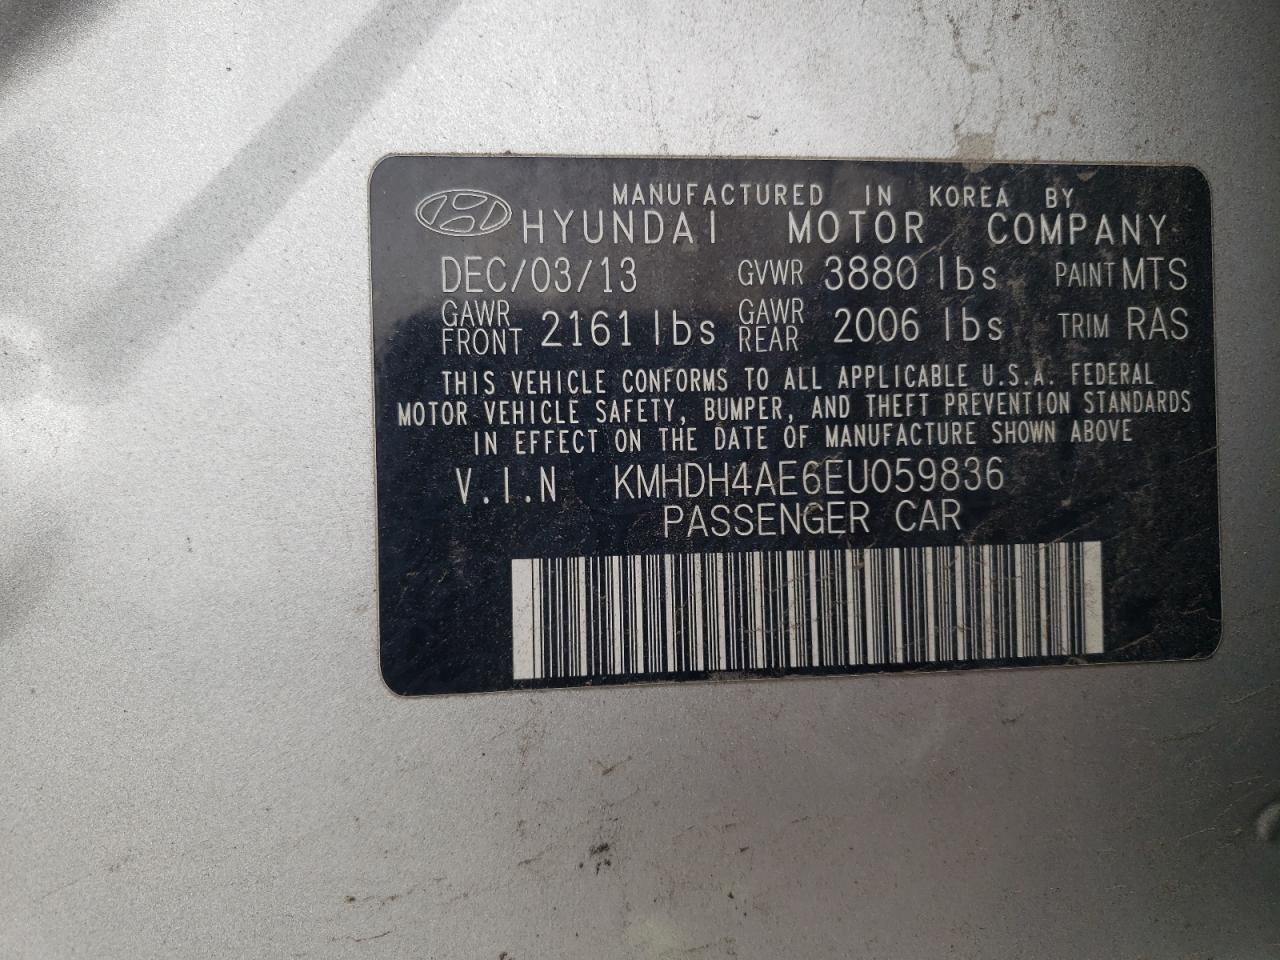 MANUFACTURED IN KOREA BY
HYUNDAI MOTOR COMPANY
DEC/03/13 GVWR 3880 lbs PAINT MTS
GAWR FRONT 2161 lbs GAWR REAR 2006 lbs TRIM RAS
THIS VEHICLE CONFORMS TO ALL APPLICABLE U.S.A. FEDERAL
MOTOR VEHICLE SAFETY, BUMPER, AND THEFT PREVENTION STANDARDS
IN EFFECT ON THE DATE OF MANUFACTURE SHOWN ABOVE
V.I.N KMHDH4AE6EU059836
PASSENGER CAR